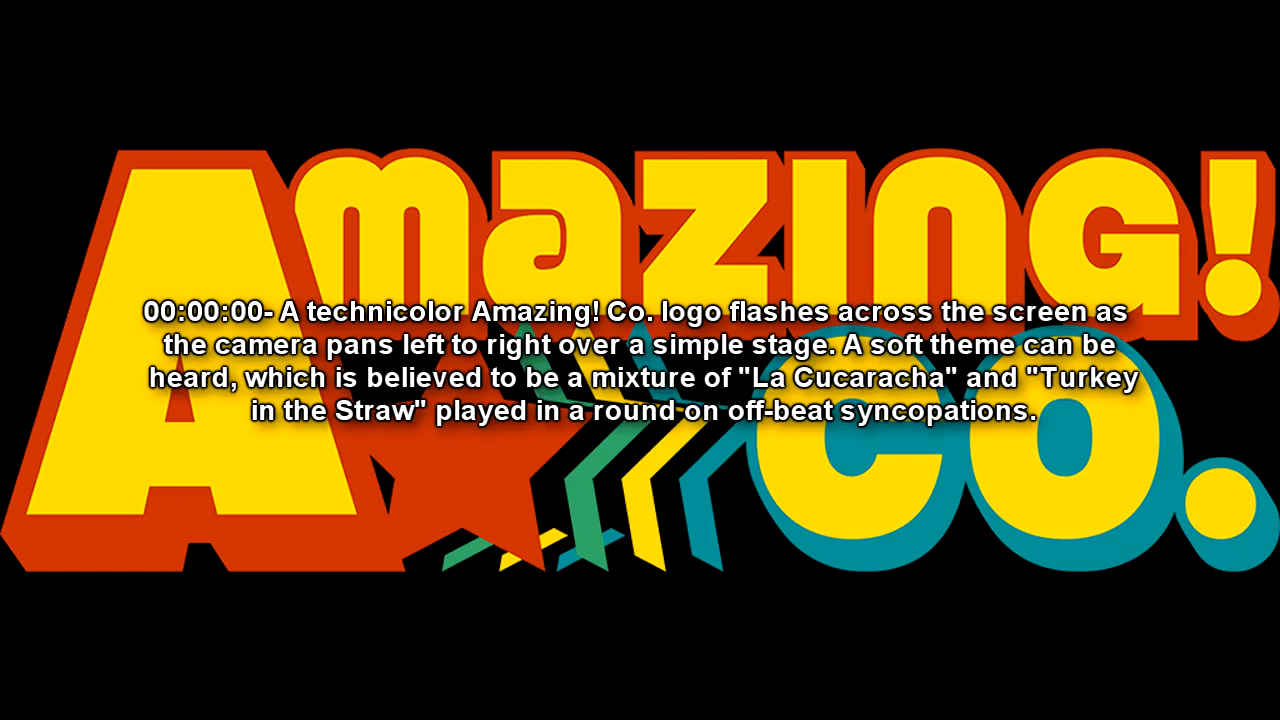 Amazing!
Co.
00:00:00- A technicolor Amazing! Co. logo flashes across the screen as
the camera pans left to right over a simple stage. A soft theme can be
heard, which is believed to be a mixture of "La Cucaracha" and "Turkey
in the Straw" played in a round on off-beat syncopations.